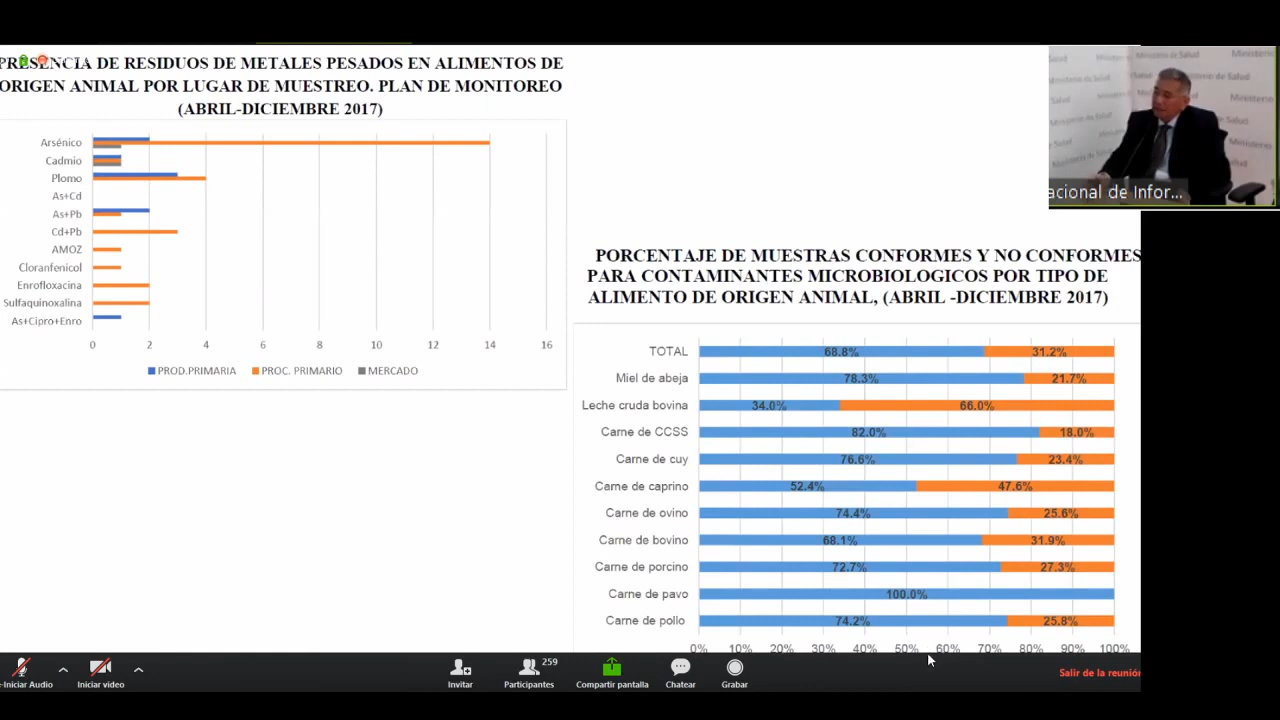 PRESENCIA DE RESIDUOS DE METALES PESADOS EN ALIMENTOS DE
ORIGEN ANIMAL POR LUGAR DE MUESTREO. PLAN DE MONITOREO
(ABRIL-DICIEMBRE 2017)
Arsénico
Cadmio
Plomo
As+Cd
As+Pb
Cd+Pb
AMOZ
Cloranfenicol
Enrofloxacina
Sulfaquinoxalina
As+Cipro+Enro
0 2 4 6 8 10 12 14 16
PROD.PRIMARIA PROC. PRIMARIO MERCADO
Ministerio de Salud
Ministerio
acional de Infor...
PORCENTAJE DE MUESTRAS CONFORMES Y NO CONFORMES
PARA CONTAMINANTES MICROBIOLOGICOS POR TIPO DE
ALIMENTO DE ORIGEN ANIMAL, (ABRIL -DICIEMBRE 2017)
TOTAL 68.8% 31.2%
Miel de abeja 78.3% 21.7%
Leche cruda bovina 34.0% 66.0%
Carne de CCSS 82.0% 18.0%
Carne de cuy 76.6% 23.4%
Carne de caprino 52.4% 47.6%
Carne de ovino 74.4% 25.6%
Carne de bovino 68.1% 31.9%
Carne de porcino 72.7% 27.3%
Carne de pavo 100.0%
Carne de pollo 74.2% 25.8%
0% 10% 20% 30% 40% 50% 60% 70% 80% 90% 100%
-Iniciar Audio
Iniciar video
Invitar
259
Participantes
Compartir pantalla
Chatear
Grabar
Salir de la reunión